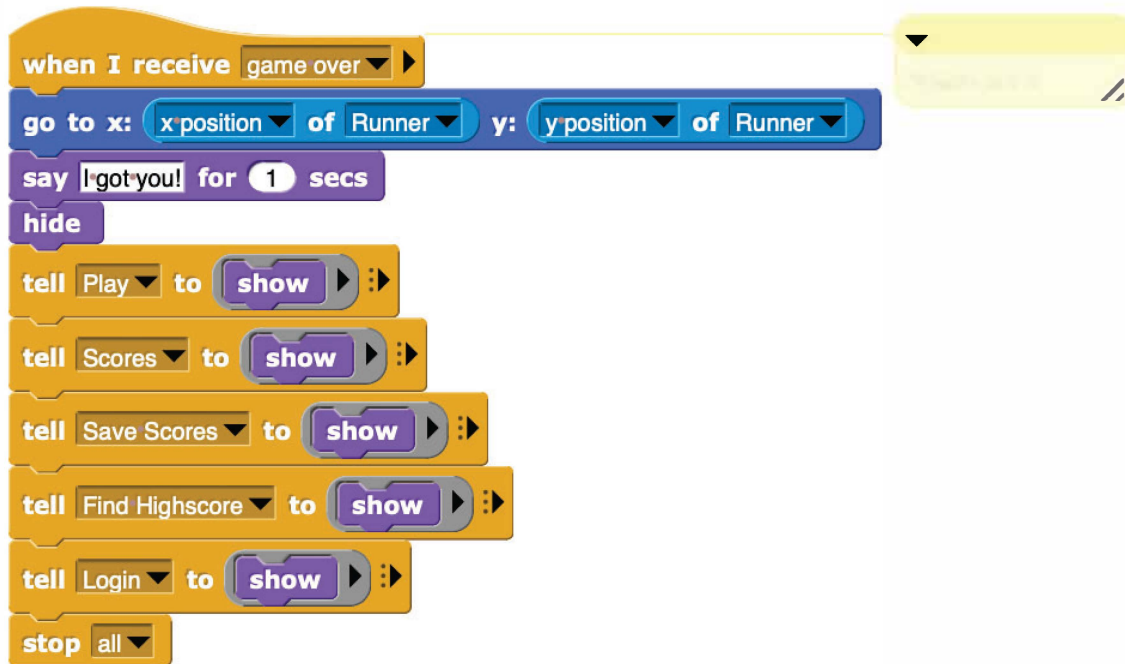 when I receive game over
go to x: x position of Runner y: y position of Runner
say I got you! for 1 secs
hide
tell Play to show
tell Scores to show
tell Save Scores to show
tell Find Highscore to show
tell Login to show
stop all